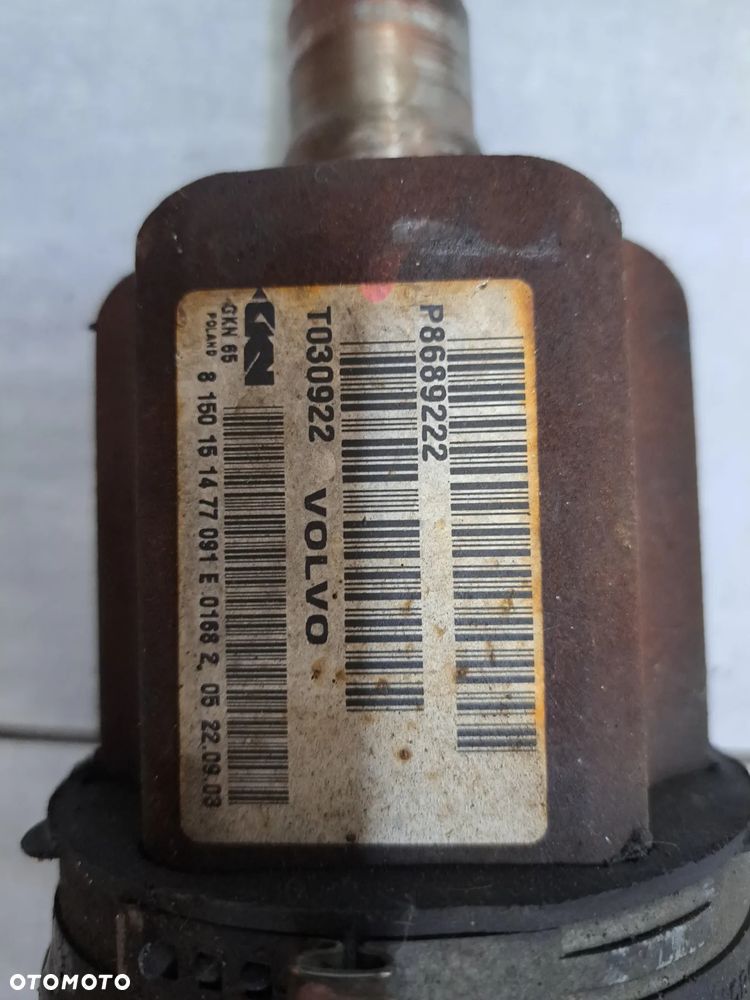 P8689222
T030922 VOLVO
GKN
GKN 65
POLAND
8 150 15 14 77 091 E 0168 2 05 22.09.03
OTOMOTO